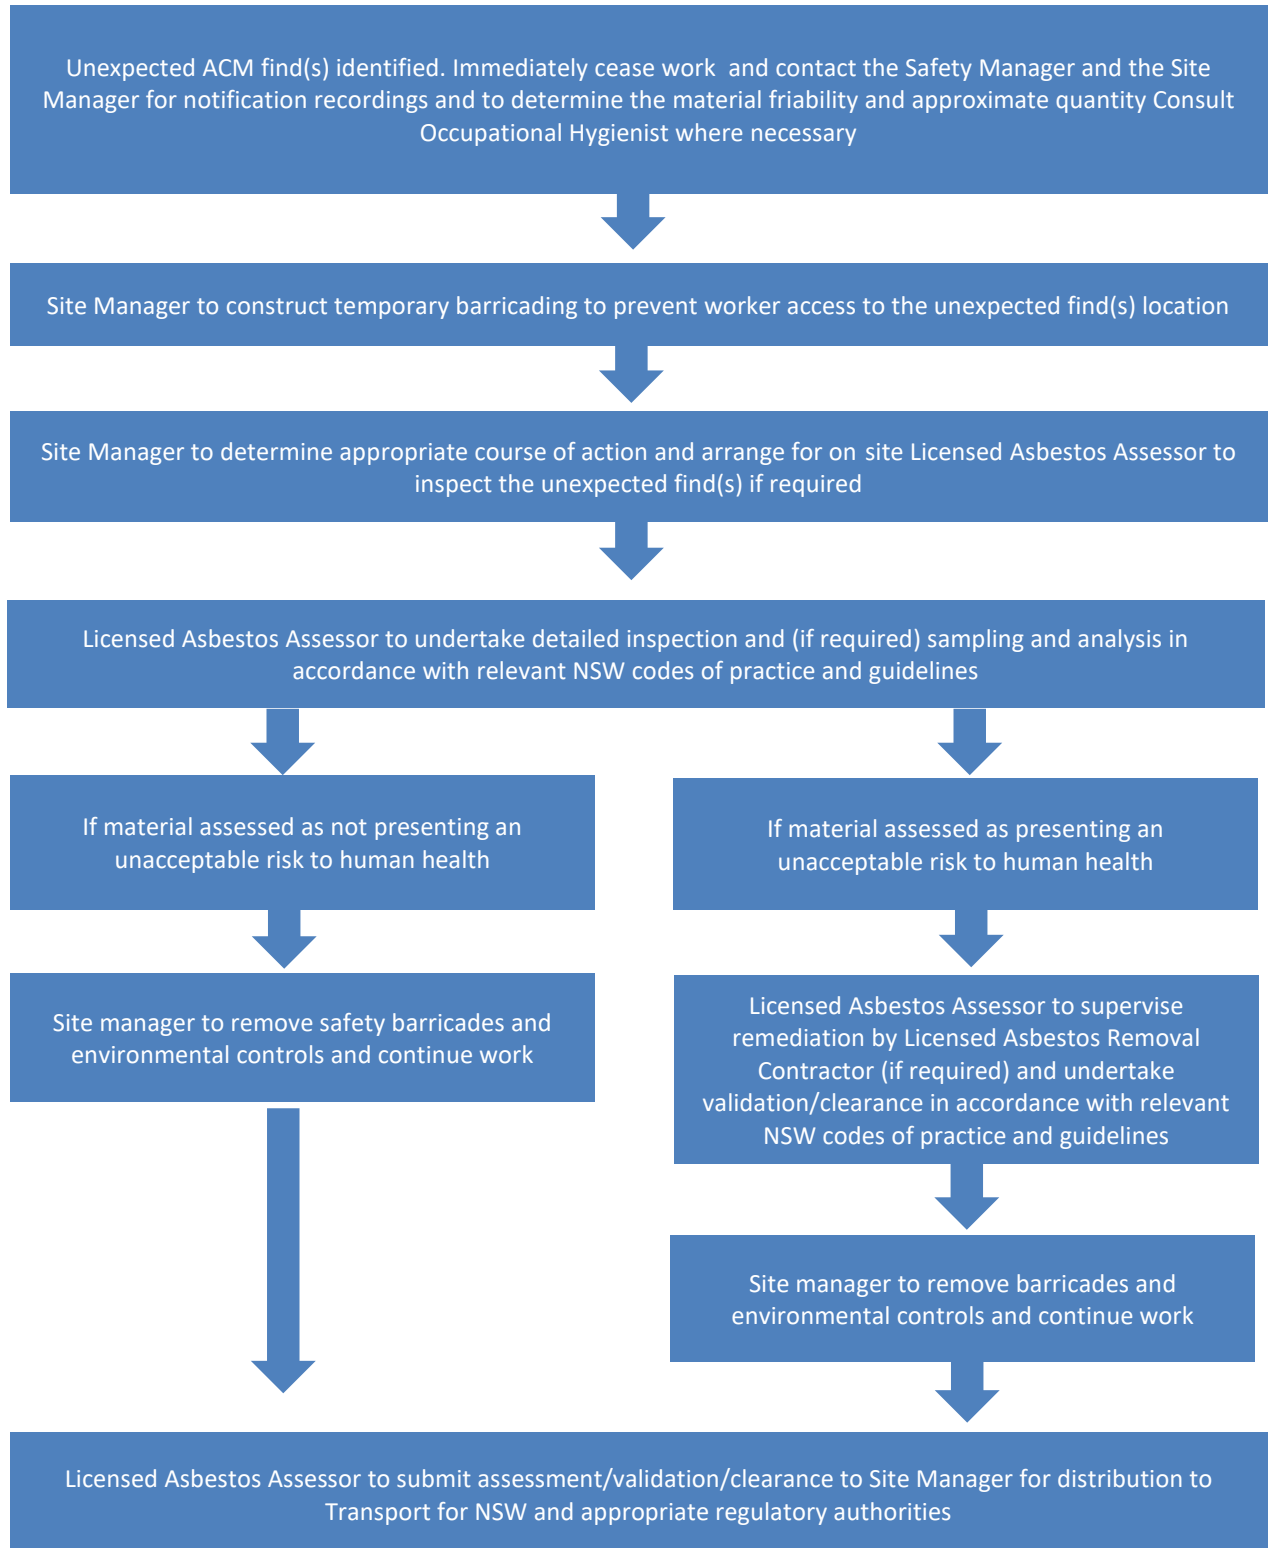 Unexpected ACM find(s) identified. Immediately cease work and contact the Safety Manager and the Site
Manager for notification recordings and to determine the material friability and approximate quantity Consult
Occupational Hygienist where necessary
Site Manager to construct temporary barricading to prevent worker access to the unexpected find(s) location
Site Manager to determine appropriate course of action and arrange for on site Licensed Asbestos Assessor to
inspect the unexpected find(s) if required
Licensed Asbestos Assessor to undertake detailed inspection and (if required) sampling and analysis in
accordance with relevant NSW codes of practice and guidelines
If material assessed as not presenting an
unacceptable risk to human health
If material assessed as presenting an
unacceptable risk to human health
Site manager to remove safety barricades and
environmental controls and continue work
Licensed Asbestos Assessor to supervise
remediation by Licensed Asbestos Removal
Contractor (if required) and undertake
validation/clearance in accordance with relevant
NSW codes of practice and guidelines
Site manager to remove barricades and
environmental controls and continue work
Licensed Asbestos Assessor to submit assessment/validation/clearance to Site Manager for distribution to
Transport for NSW and appropriate regulatory authorities